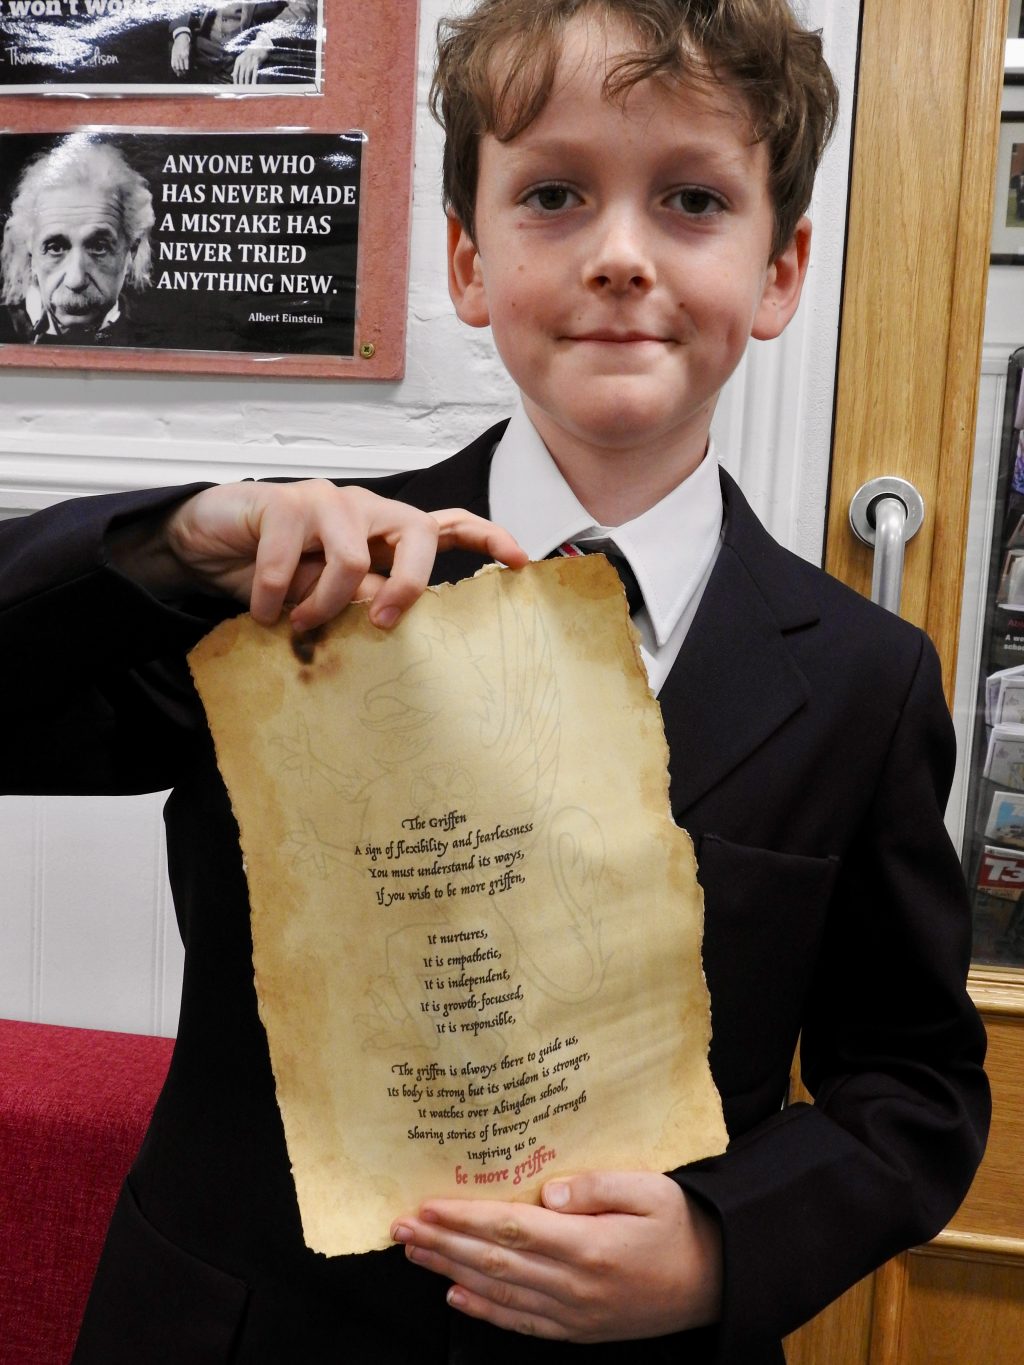 won't work
Thomas
ANYONE WHO
HAS NEVER MADE
A MISTAKE HAS
NEVER TRIED
ANYTHING NEW.
Albert Einstein
The Griffen
A sign of flexibility and fearlessness
You must understand its ways,
If you wish to be more griffen,
It nurtures,
It is empathetic,
It is independent,
It is growth-focussed,
It is responsible,
The griffen is always there to guide us,
Its body is strong but its wisdom is stronger,
It watches over Abingdon school,
Sharing stories of bravery and strength
Inspiring us to
be more griffen
T3